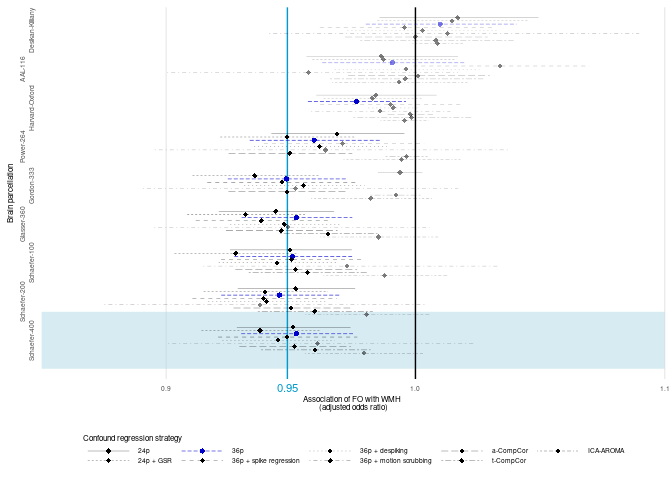 Brain parcellation
Desikan-Killiany
AAL-116
Harvard-Oxford
Power-264
Gordon-333
Glasser-360
Schaefer-100
Schaefer-200
Schaefer-400
0.9
0.95
1.0
1.1
Association of FO with WMH
(adjusted odds ratio)
Confound regression strategy
24p
36p
36p + despiking
a-CompCor
ICA-AROMA
24p + GSR
36p + spike regression
36p + motion scrubbing
t-CompCor